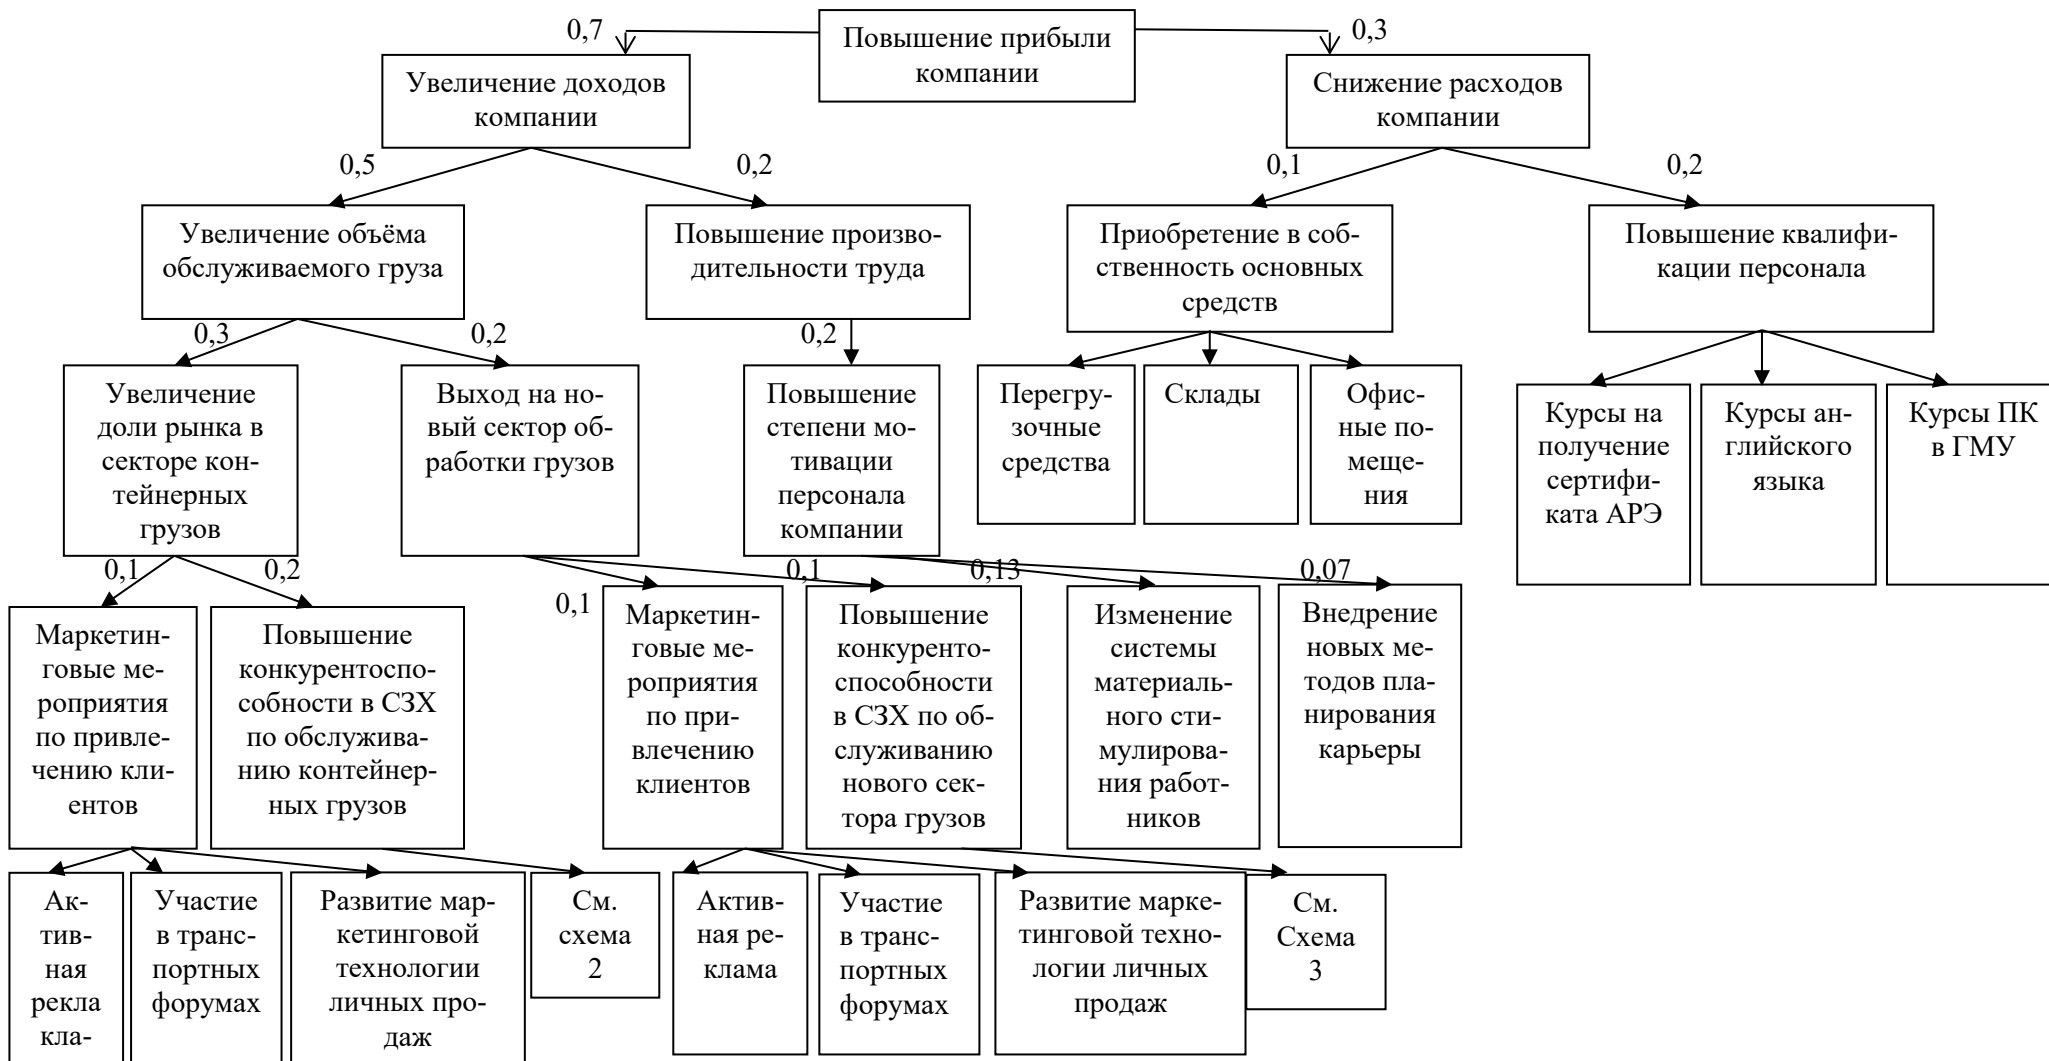 0,7
Повышение прибыли
компании
0,3
Увеличение доходов
компании
Снижение расходов
компании
0,5
0,2
0,1
0,2
Увеличение объёма
обслуживаемого груза
Повышение произво-
дительности труда
Приобретение в соб-
ственность основных
средств
Повышение квалифи-
кации персонала
0,3
0,2
0,2
Увеличение
доли рынка в
секторе кон-
тейнерных
грузов
Выход на но-
вый сектор об-
работки грузов
Повышение
степени мо-
тивации
персонала
компании
Перегру-
зочные
средства
Склады
Офис-
ные по-
меще-
ния
Курсы на
получение
сертифи-
ката АРЭ
Курсы ан-
глийского
языка
Курсы ПК
в ГМУ
0,1
0,2
0,1
0,1
0,13
0,07
Маркетин-
говые ме-
роприятия
по привле-
чению кли-
ентов
Повышение
конкурентоспо-
собности в СЗХ
по обслужива-
нию контейнер-
ных грузов
Маркетин-
говые ме-
роприятия
по при-
влечению
клиентов
Повышение
конкуренто-
способности
в СЗХ по об-
служиванию
нового сек-
тора грузов
Изменение
системы
материаль-
ного сти-
мулирова-
ния работ-
ников
Внедрение
новых ме-
тодов пла-
нирования
карьеры
Ак-
тив-
ная
рекла
кла-
Участие
в транс-
портных
форумах
Развитие мар-
кетинговой
технологии
личных про-
даж
См.
схема
2
Актив-
ная ре-
клама
Участие
в транс-
портных
форумах
Развитие марке-
тинговой техно-
логии личных
продаж
См.
Схема
3